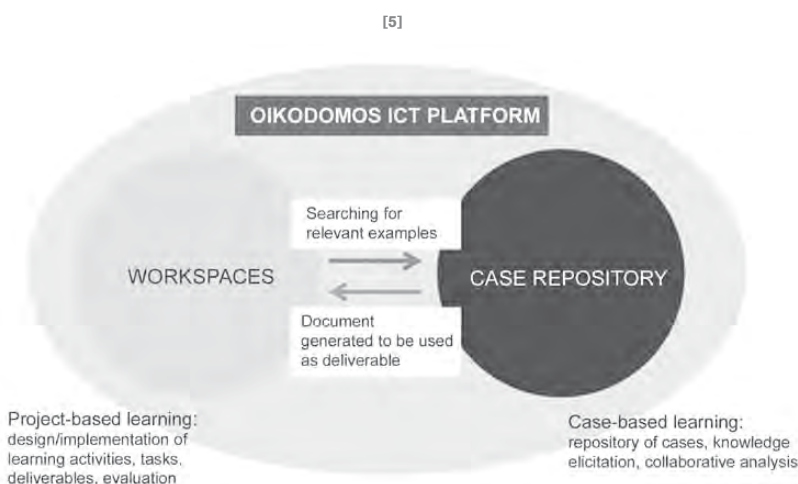 [5]
OIKODOMOS ICT PLATFORM
Searching for
relevant examples
WORKSPACES
CASE REPOSITORY
Document
generated to be used
as deliverable
Project-based learning:
design/implementation of
learning activities, tasks,
deliverables, evaluation
Case-based learning:
repository of cases, knowledge
elicitation, collaborative analysis